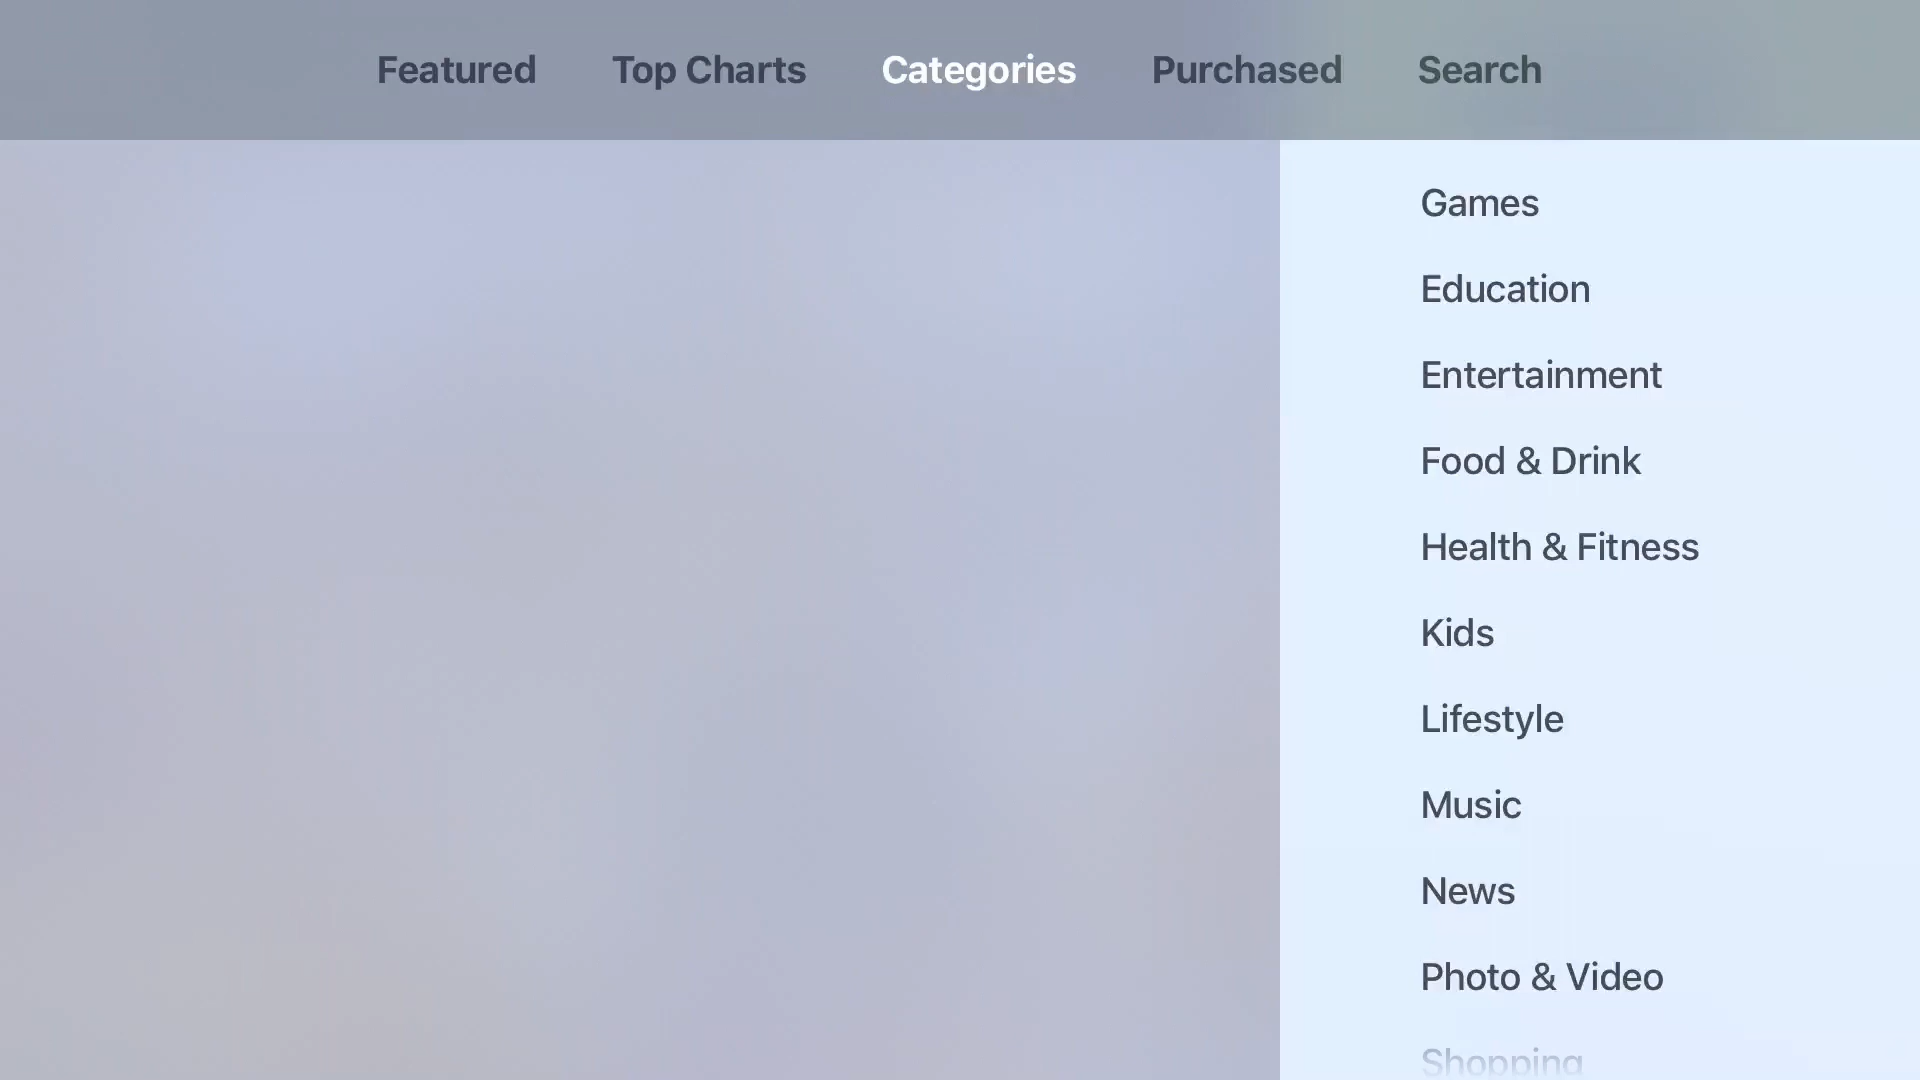 Featured Top Charts Categories Purchased Search
Games
Education
Entertainment
Food & Drink
Health & Fitness
Kids
Lifestyle
Music
News
Photo & Video
Shopping